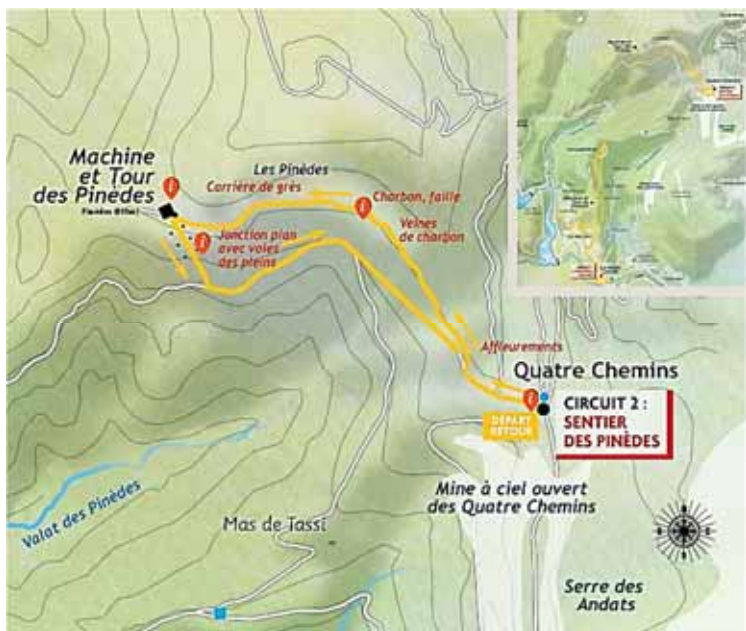 Machine
et Tour
des Pinèdes
Les Pinèdes
Carrière de grès
Charbon, faille
Veines
de charbon
Jonction plan
avec voies
des pleins
Affleurements
Quatre Chemins
DÉPART
RETOUR
CIRCUIT 2 :
SENTIER
DES PINÈDES
Mine à ciel ouvert
des Quatre Chemins
Valat des Pinèdes
Mas de Tassi
Serre des
Andats